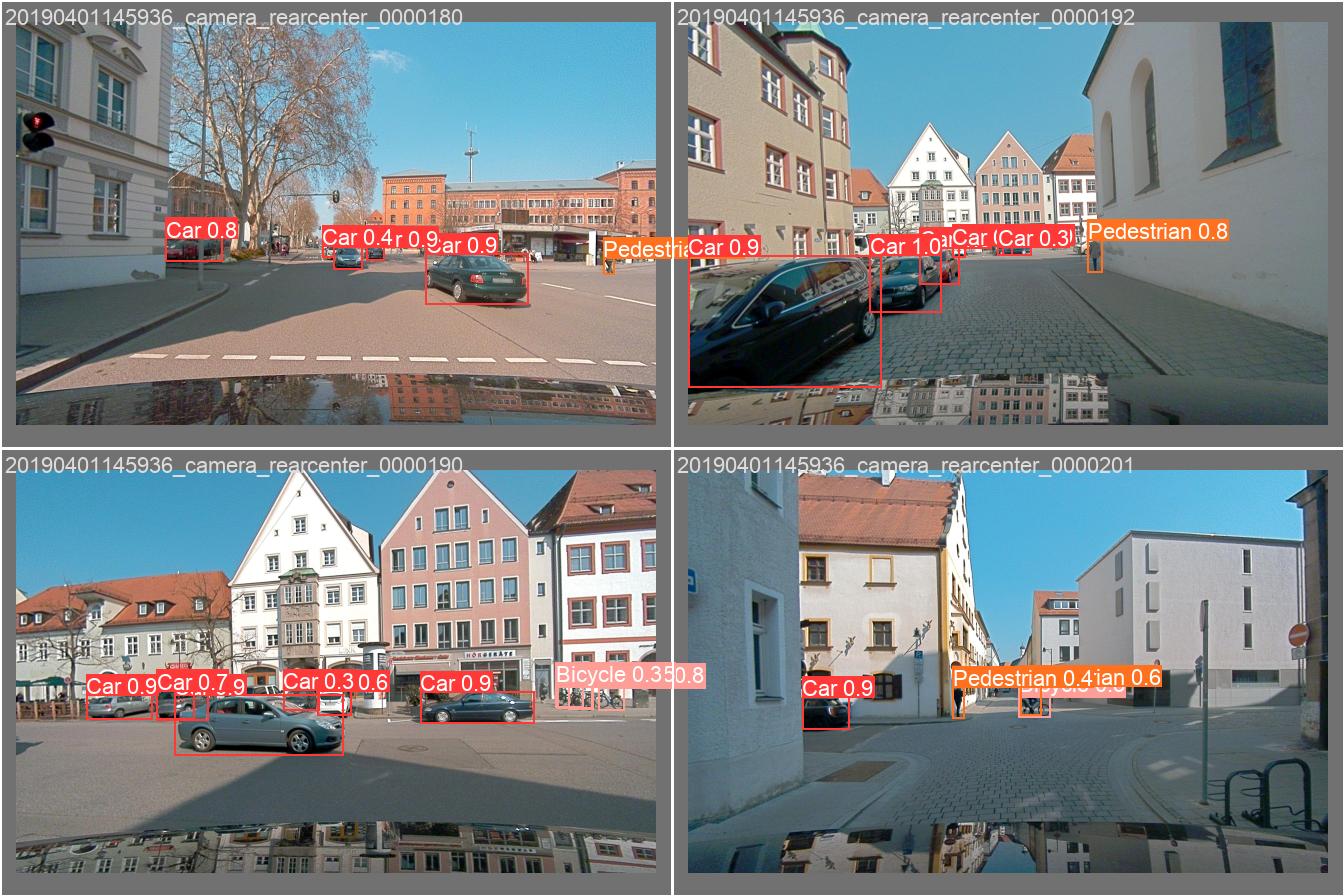 20190401145936_camera_rearcenter_0000180
Car 0.8
Car 0.4
r 0.9
Car 0.9
Pedestria
20190401145936_camera_rearcenter_0000192
Car 0.9
Car 1.0
Car 0.3
Pedestrian 0.8
20190401145936_camera_rearcenter_0000190
Car 0.9
Car 0.7
.9
Car 0.3
0.6
Car 0.9
Bicycle 0.35
0.8
HÖRGERÄTE
20190401145936_camera_rearcenter_0000201
Car 0.9
Pedestrian 0.4
ian 0.6